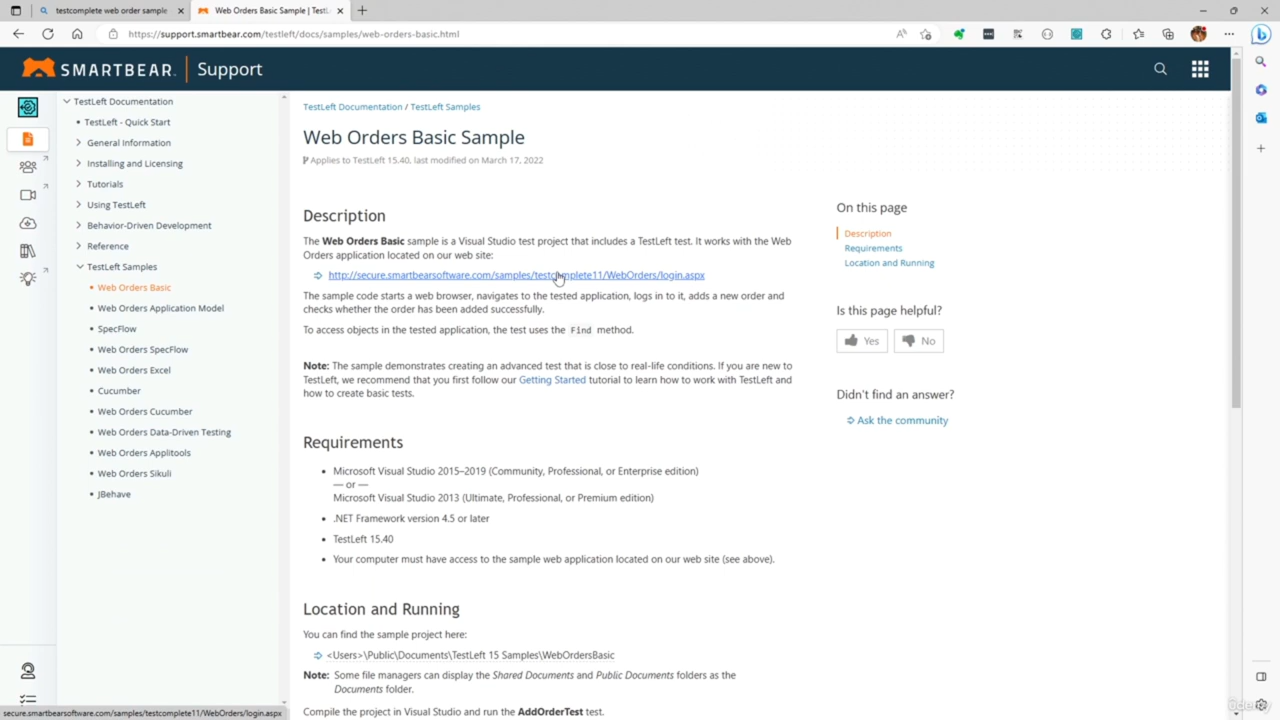 testcomplete web order sample
Web Orders Basic Sample | TestL
https://support.smartbear.com/testleft/docs/samples/web-orders-basic.html
SMARTBEAR. Support
TestLeft Documentation
TestLeft - Quick Start
General Information
Installing and Licensing
Tutorials
Using TestLeft
Behavior-Driven Development
Reference
TestLeft Samples
Web Orders Basic
Web Orders Application Model
SpecFlow
Web Orders SpecFlow
Web Orders Excel
Cucumber
Web Orders Cucumber
Web Orders Data-Driven Testing
Web Orders Applitools
Web Orders Sikuli
JBehave
TestLeft Documentation / TestLeft Samples
Web Orders Basic Sample
Applies to TestLeft 15.40, last modified on March 17, 2022
Description
The Web Orders Basic sample is a Visual Studio test project that includes a TestLeft test. It works with the Web
Orders application located on our web site:
http://secure.smartbearsoftware.com/samples/testcomplete11/WebOrders/login.aspx
The sample code starts a web browser, navigates to the tested application, logs in to it, adds a new order and
checks whether the order has been added successfully.
To access objects in the tested application, the test uses the Find method.
Note: The sample demonstrates creating an advanced test that is close to real-life conditions. If you are new to
TestLeft, we recommend that you first follow our Getting Started tutorial to learn how to work with TestLeft and
how to create basic tests.
Requirements
• Microsoft Visual Studio 2015–2019 (Community, Professional, or Enterprise edition)
— or —
Microsoft Visual Studio 2013 (Ultimate, Professional, or Premium edition)
• .NET Framework version 4.5 or later
• TestLeft 15.40
• Your computer must have access to the sample web application located on our web site (see above).
Location and Running
You can find the sample project here:
<Users>\Public\Documents\TestLeft 15 Samples\WebOrdersBasic
Note: Some file managers can display the Shared Documents and Public Documents folders as the
Documents folder.
Compile the project in Visual Studio and run the AddOrderTest test.
On this page
Description
Requirements
Location and Running
Is this page helpful?
Yes
No
Didn't find an answer?
Ask the community
secure.smartbearsoftware.com/samples/testcomplete11/WebOrders/login.aspx